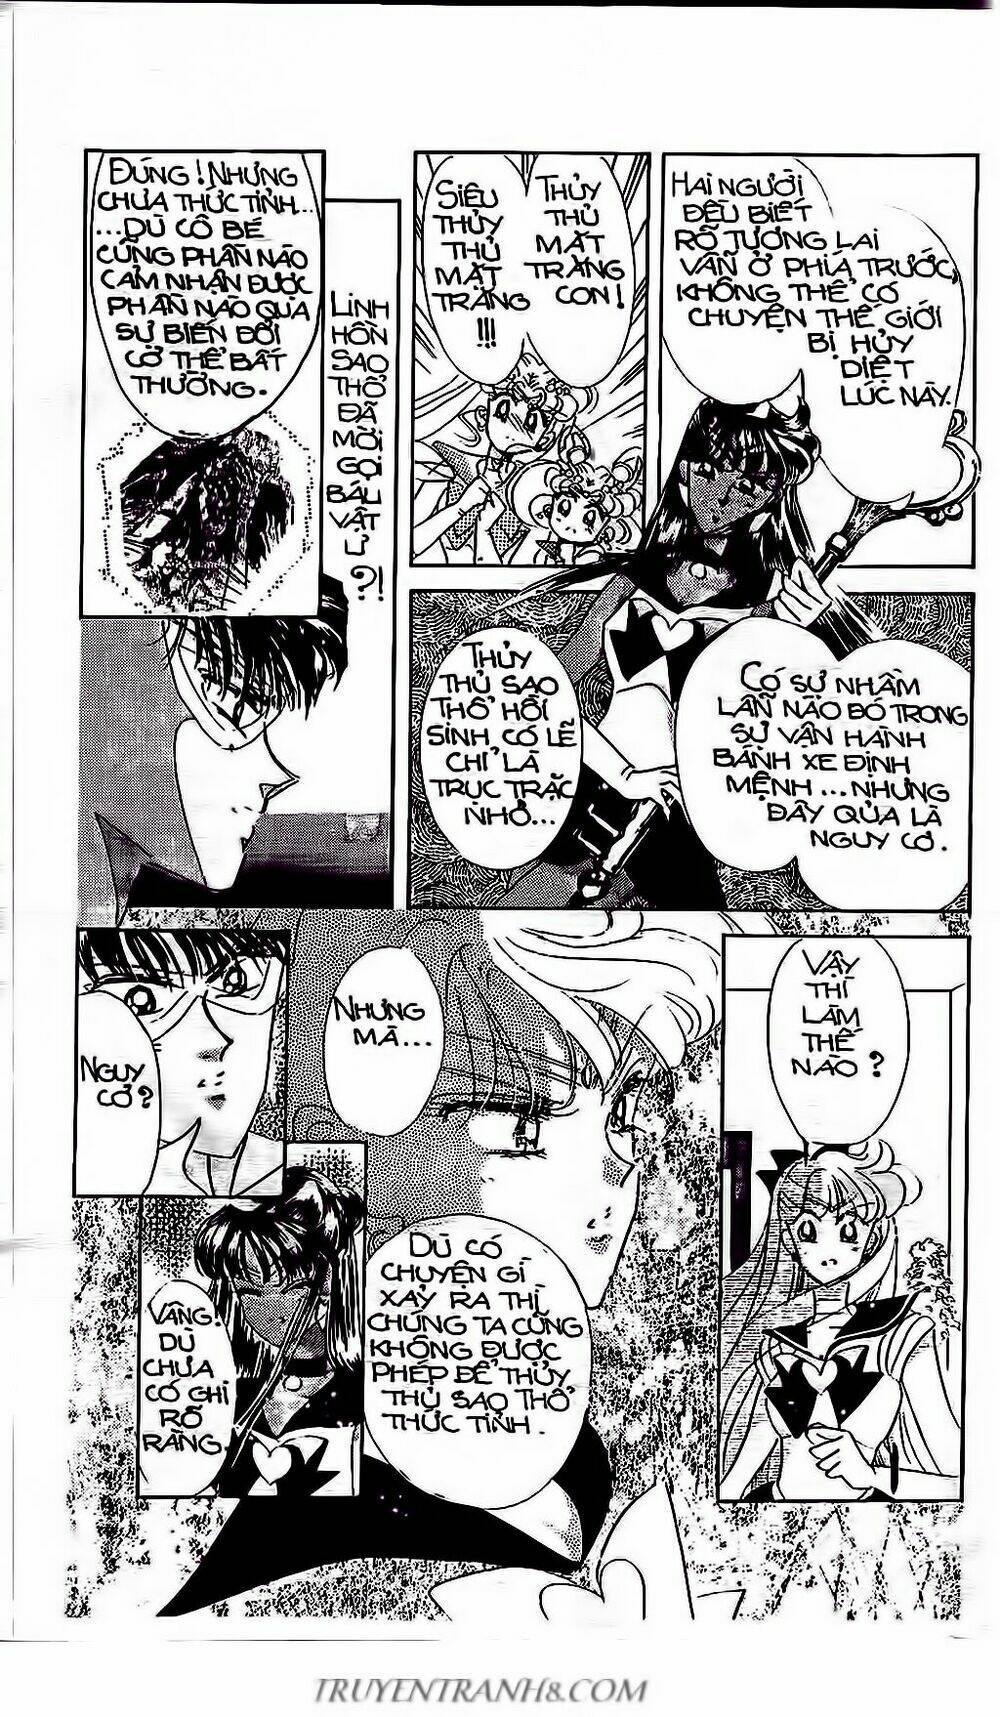 HAI NGƯỜI
ĐỀU BIẾT
RÕ TƯƠNG LAI
VẪN Ở PHÍA TRƯỚC,
KHÔNG THỂ CÓ
CHUYỆN THẾ GIỚI
BỊ HỦY
DIỆT
LÚC NÀY.
THỦY
THỦ
MẶT
TRĂNG
CON!
SIÊU
THỦY
THỦ
MẶT
TRĂNG
!!!
LINH
HỒN
SAO
THỔ
ĐÃ
MỜI
GỌI
BÁU
VẬT
Ư
?!
ĐÚNG! NHƯNG
CHƯA THỨC TỈNH...
...DÙ CÔ BÉ
CŨNG PHẦN NÀO
CẢM NHẬN ĐƯỢC
PHẦN NÀO QUA
SỰ BIẾN ĐỔI
CƠ THỂ BẤT
THƯỜNG.
CÓ SỰ NHẦM
LẪN NÀO ĐÓ TRONG
SỰ VẬN HÀNH
BÁNH XE ĐỊNH
MỆNH... NHƯNG
ĐÂY QUẢ LÀ
NGUY CƠ.
THỦY
THỦ SAO
THỔ HỒI
SINH CÓ LẼ
CHỈ LÀ
TRỤC TRẶC
NHỎ...
VẬY
THÌ
LÀM
THẾ
NÀO?
NHƯNG
MÀ...
NGUY
CƠ?
DÙ CÓ
CHUYỆN GÌ
XẢY RA THÌ
CHÚNG TA CŨNG
KHÔNG ĐƯỢC
PHÉP ĐỂ THỦY
THỦ SAO THỔ
THỨC TỈNH.
VÂNG!
DÙ
CHƯA
CÓ GHI
RÕ
RÀNG.
TRUYENTRANH8.COM